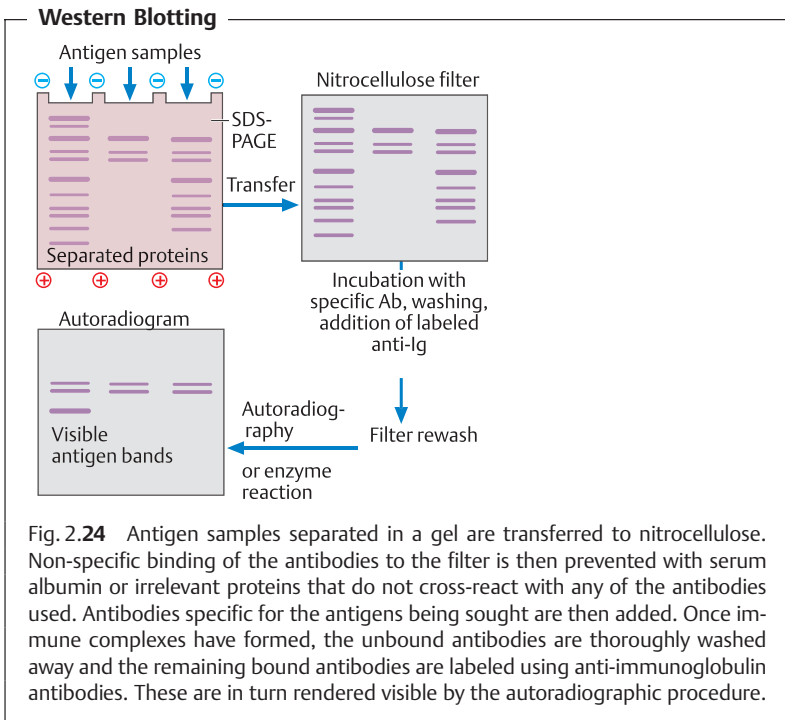 Western Blotting
Antigen samples
SDS-
PAGE
Separated proteins
Transfer
Nitrocellulose filter
Incubation with
specific Ab, washing,
addition of labeled
anti-Ig
Filter rewash
Autoradiog-
raphy
or enzyme
reaction
Autoradiogram
Visible
antigen bands
Fig. 2.24 Antigen samples separated in a gel are transferred to nitrocellulose.
Non-specific binding of the antibodies to the filter is then prevented with serum
albumin or irrelevant proteins that do not cross-react with any of the antibodies
used. Antibodies specific for the antigens being sought are then added. Once im-
mune complexes have formed, the unbound antibodies are thoroughly washed
away and the remaining bound antibodies are labeled using anti-immunoglobulin
antibodies. These are in turn rendered visible by the autoradiographic procedure.